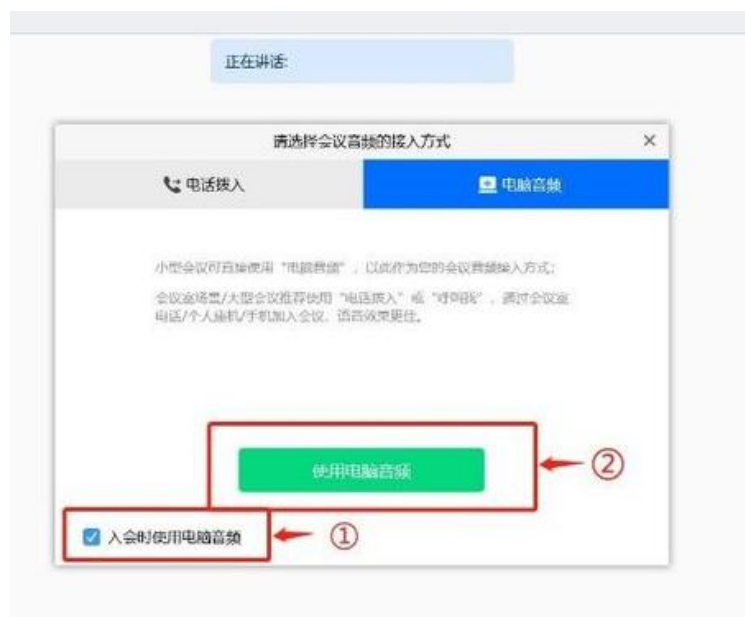 正在讲话:
请选择会议音频的接入方式
电话拨入
电脑音频
小型会议可直接使用“电脑音频”，以此作为您的会议音频接入方式;
会议室场景/大型会议推荐使用“电话拨入”或“呼叫我”，通过会议室
电话/个人座机/手机加入会议，语音效果更佳。
使用电脑音频
②
入会时使用电脑音频
①